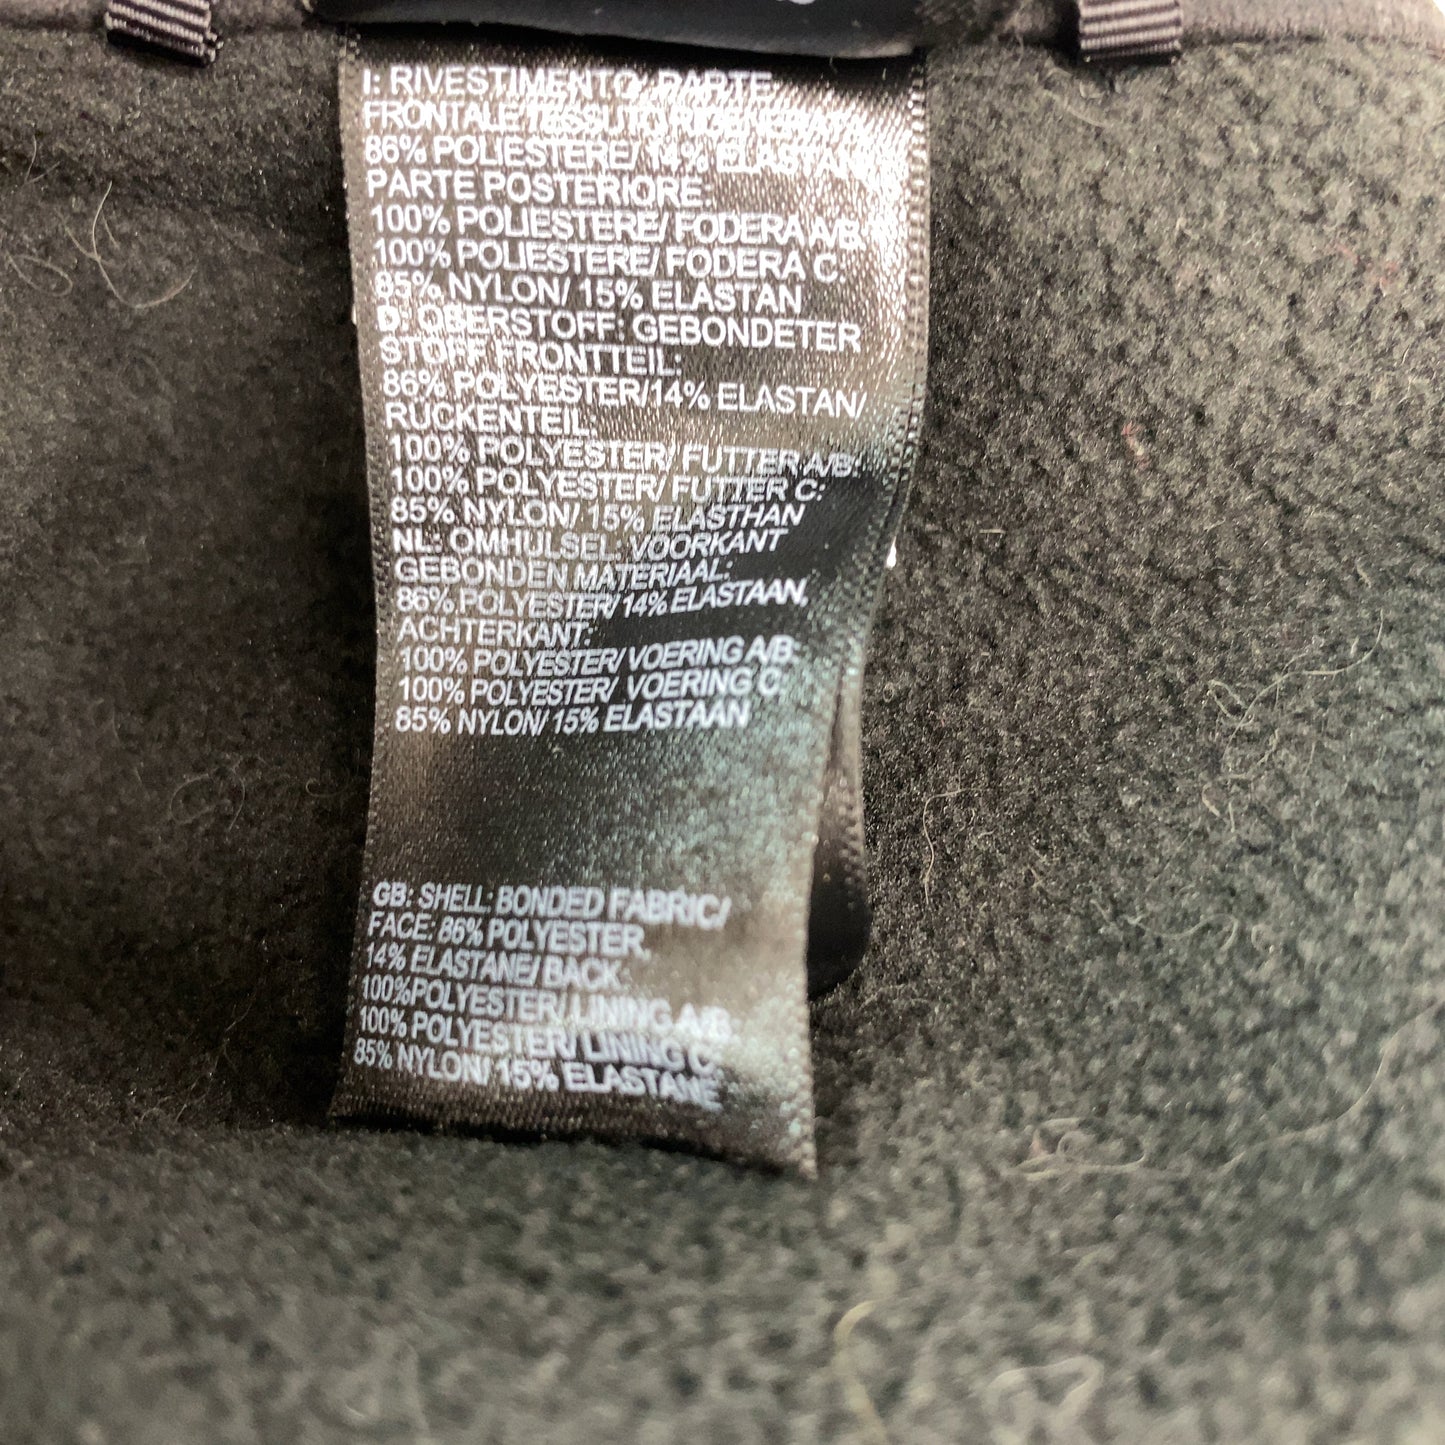 I: RIVESTIMENTO: PARTE
FRONTALE TESSUTO RIGENERATA
86% POLIESTERE/ 14% ELASTAN
PARTE POSTERIORE:
100% POLIESTERE/ FODERA A/B:
100% POLIESTERE/ FODERA C:
85% NYLON/ 15% ELASTAN
D: OBERSTOFF: GEBONDETER
STOFF FRONTTEIL:
86% POLYESTER/14% ELASTAN/
RÜCKENTEIL:
100% POLYESTER/ FUTTER A/B:
100% POLYESTER/ FUTTER C:
85% NYLON/ 15% ELASTHAN
NL: OMHULSEL: VOORKANT
GEBONDEN MATERIAAL:
86% POLYESTER/ 14% ELASTAAN,
ACHTERKANT:
100% POLYESTER/ VOERING A/B:
100% POLYESTER/ VOERING C:
85% NYLON/ 15% ELASTAAN
GB: SHELL: BONDED FABRIC/
FACE: 86% POLYESTER,
14% ELASTANE/ BACK:
100%POLYESTER/ LINING A/B:
100% POLYESTER/ LINING C:
85% NYLON/ 15% ELASTANE